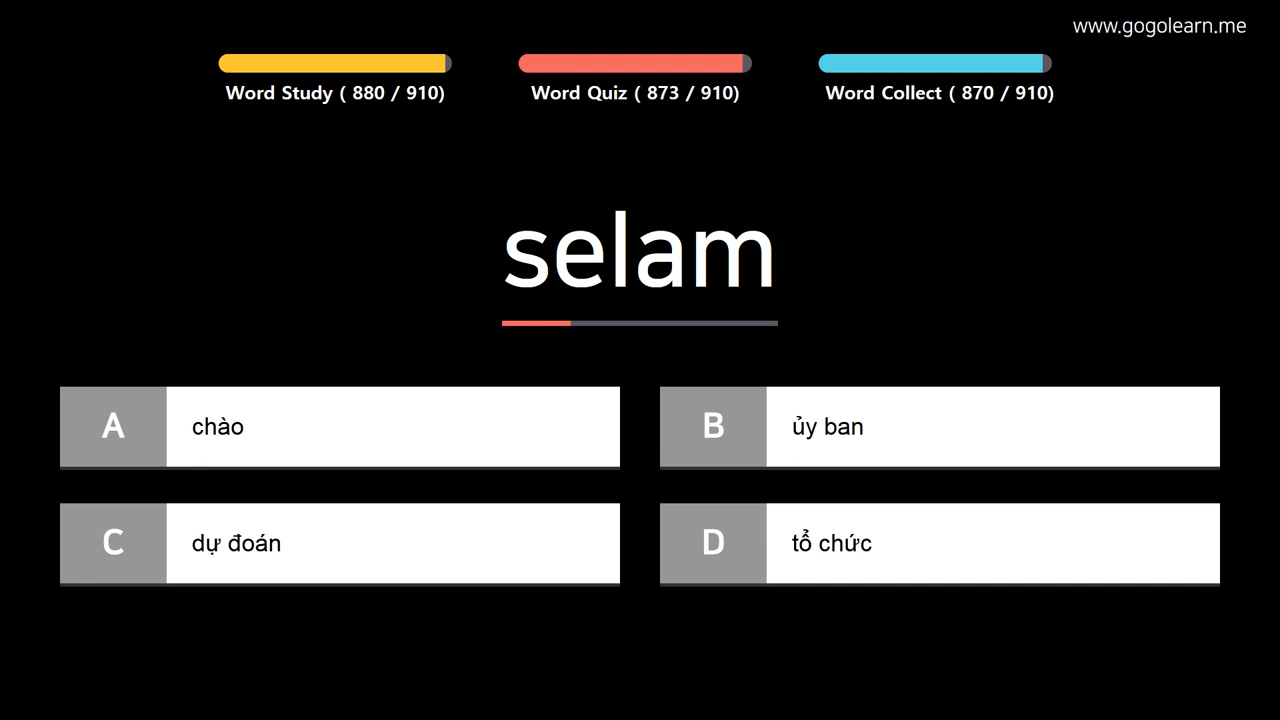 www.gogolearn.me
Word Study ( 880 / 910)
Word Quiz ( 873 / 910)
Word Collect ( 870 / 910)
selam
A
chào
B
ủy ban
C
dự đoán
D
tổ chức